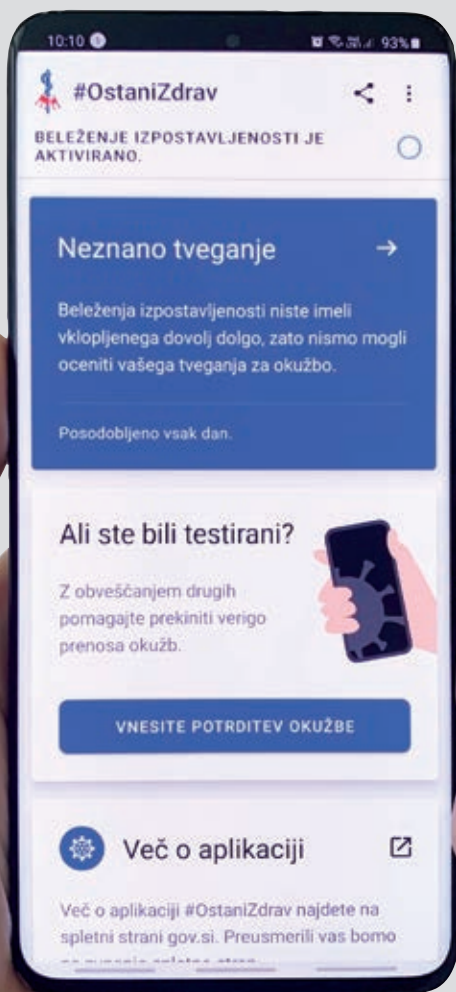 10:10 93%
#OstaniZdrav
BELEŽENJE IZPOSTAVLJENOSTI JE
AKTIVIRANO.
Neznano tveganje
Beleženja izpostavljenosti niste imeli
vklopljenega dovolj dolgo, zato nismo mogli
oceniti vašega tveganja za okužbo.
Posodobljeno vsak dan.
Ali ste bili testirani?
Z obveščanjem drugih
pomagajte prekiniti verigo
prenosa okužb.
VNESITE POTRDITEV OKUŽBE
Več o aplikaciji
Več o aplikaciji #OstaniZdrav najdete na
spletni strani gov.si. Preusmerili vas bomo